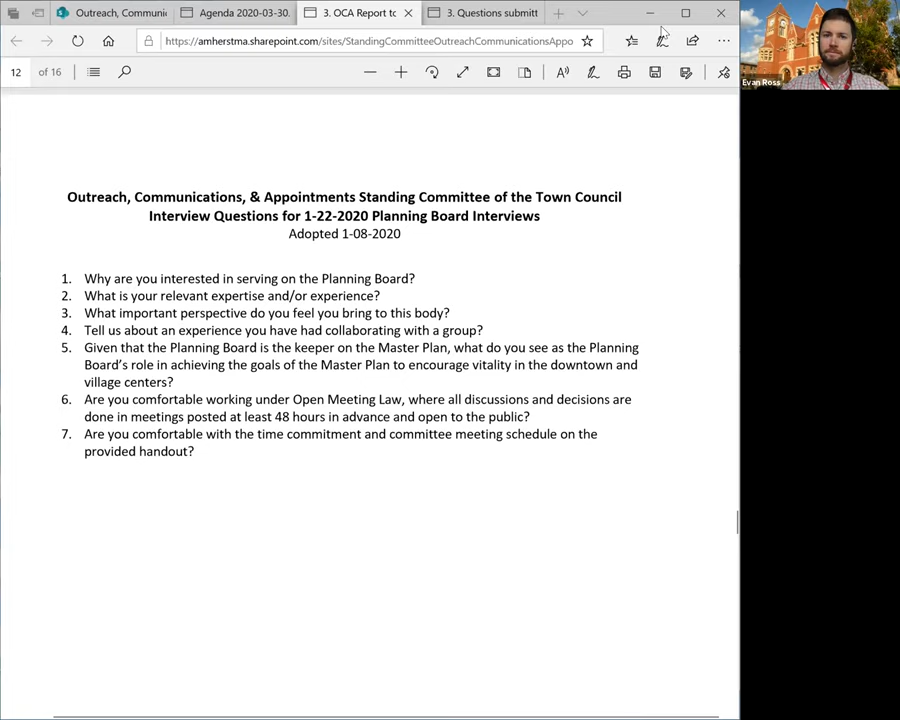 Outreach, Communic
Agenda 2020-03-30.
3. OCA Report to
3. Questions submitt
https://amherstma.sharepoint.com/sites/StandingCommitteeOutreachCommunicationsAppo
12 of 16
Evan Ross
Outreach, Communications, & Appointments Standing Committee of the Town Council
Interview Questions for 1-22-2020 Planning Board Interviews
Adopted 1-08-2020
1. Why are you interested in serving on the Planning Board?
2. What is your relevant expertise and/or experience?
3. What important perspective do you feel you bring to this body?
4. Tell us about an experience you have had collaborating with a group?
5. Given that the Planning Board is the keeper on the Master Plan, what do you see as the Planning
Board's role in achieving the goals of the Master Plan to encourage vitality in the downtown and
village centers?
6. Are you comfortable working under Open Meeting Law, where all discussions and decisions are
done in meetings posted at least 48 hours in advance and open to the public?
7. Are you comfortable with the time commitment and committee meeting schedule on the
provided handout?